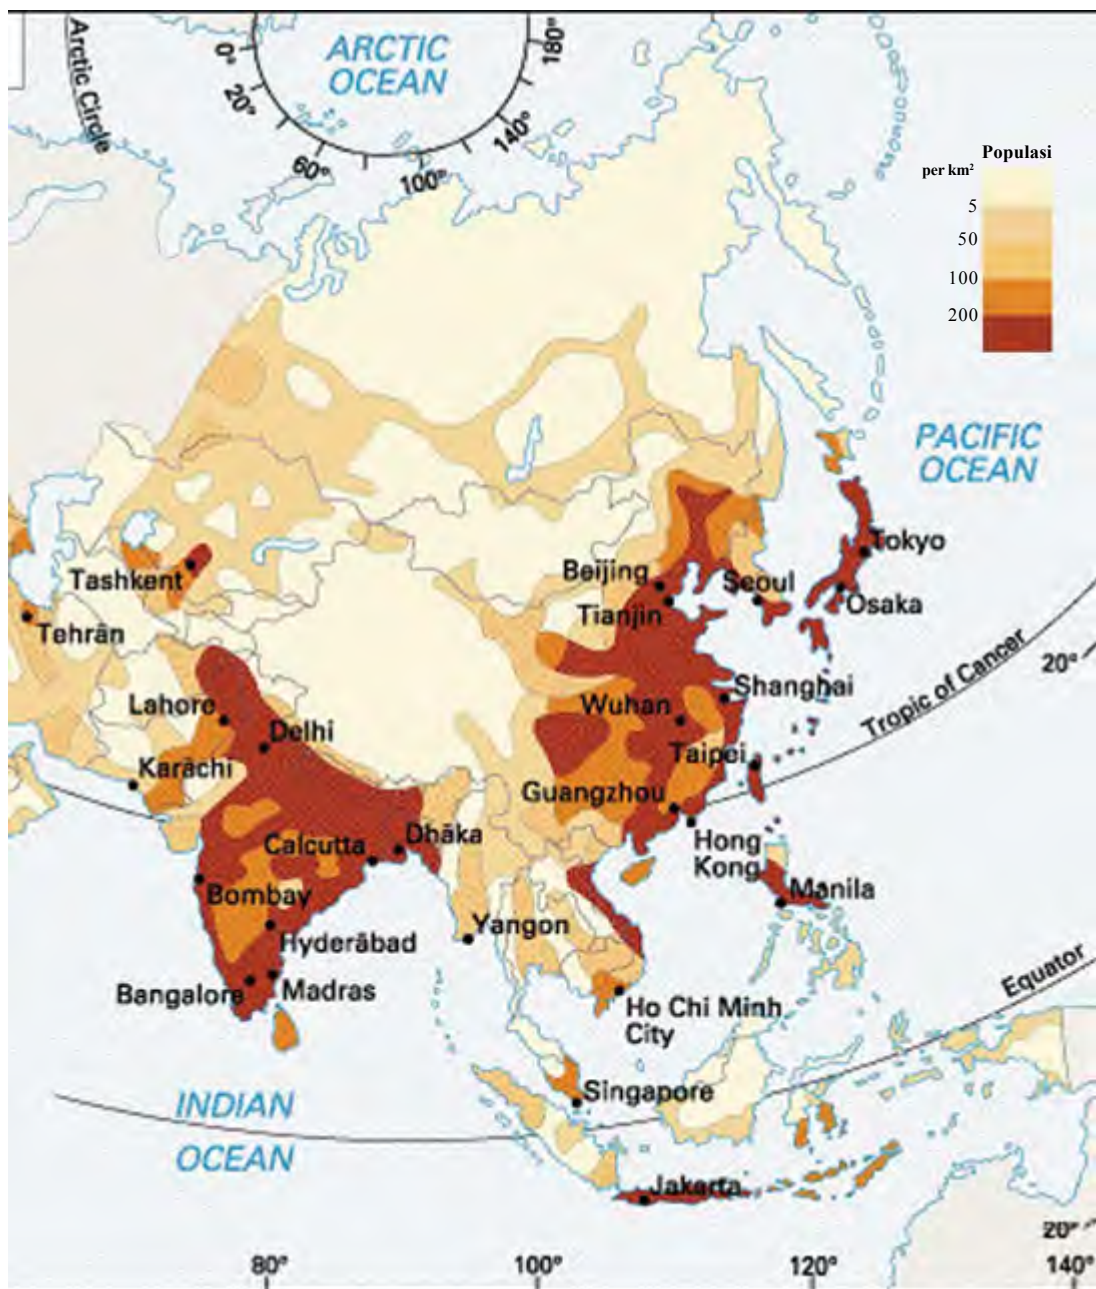 Arctic Circle
0°
20°
60°
100°
140°
180°
ARCTIC
OCEAN
Populasi
per km²
5
50
100
200
PACIFIC
OCEAN
Tokyo
Beijing
Seoul
Tashkent
Osaka
Tianjin
Tehrān
20°
Tropic of Cancer
Shanghai
Lahore
Wuhan
Delhi
Taipei
Karāchi
Guangzhou
Dhāka
Hong
Kong
Calcutta
Manila
Bombay
Yangon
Hyderābad
Equator
Bangalore
Madras
Ho Chi Minh
City
Singapore
INDIAN
OCEAN
Jakarta
20°
80°
100°
120°
140°